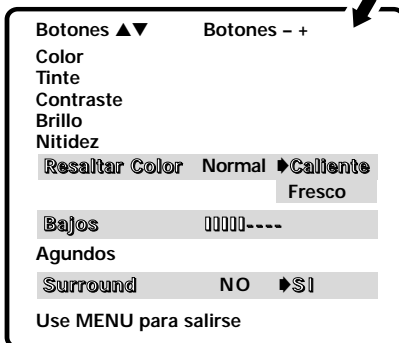 Botones ▲▼ Botones – +
Color
Tinte
Contraste
Brillo
Nitidez
Resaltar Color Normal ➧Caliente
Fresco
Bajos
Agundos
Surround NO ➧SI
Use MENU para salirse